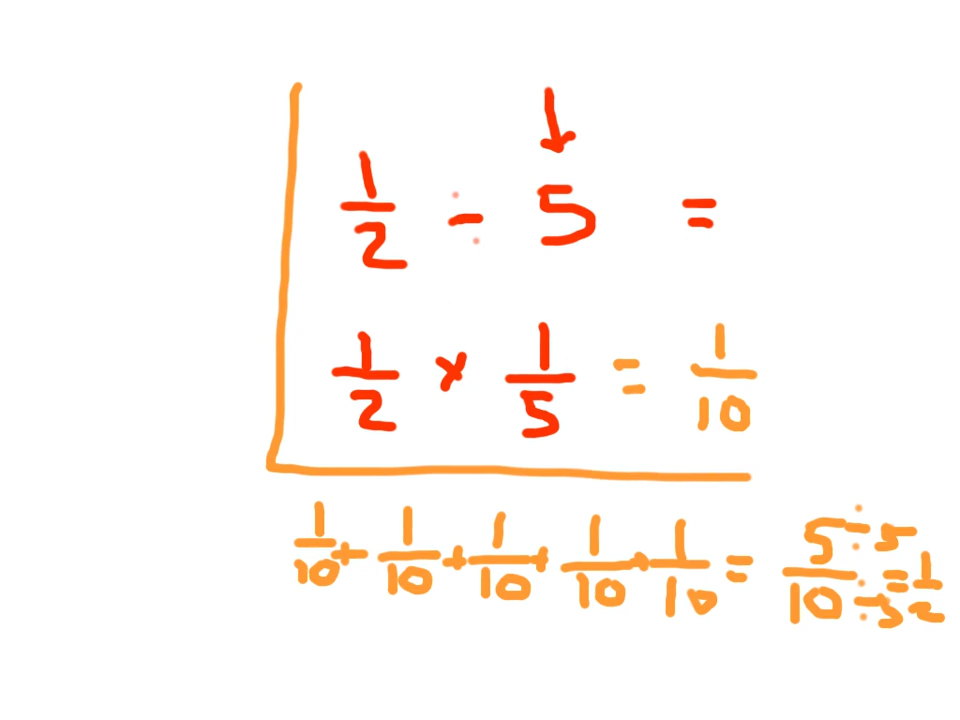 1/2 ÷ 5 =
1/2 × 1/5 = 1/10
1/10 + 1/10 + 1/10 + 1/10 + 1/10 = 5/10 ÷ 5/5 = 1/2